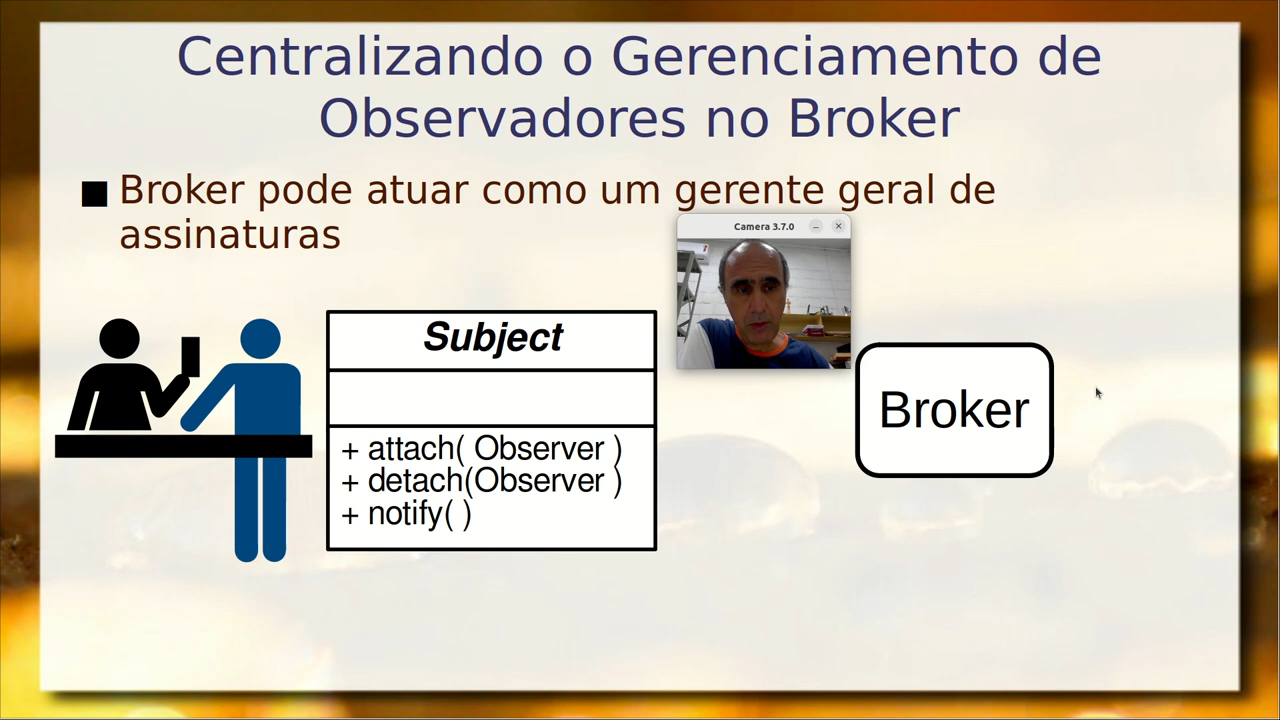 Centralizando o Gerenciamento de
Observadores no Broker
Broker pode atuar como um gerente geral de
assinaturas
Camera 3.7.0
Subject
+ attach( Observer )
+ detach(Observer )
+ notify( )
Broker